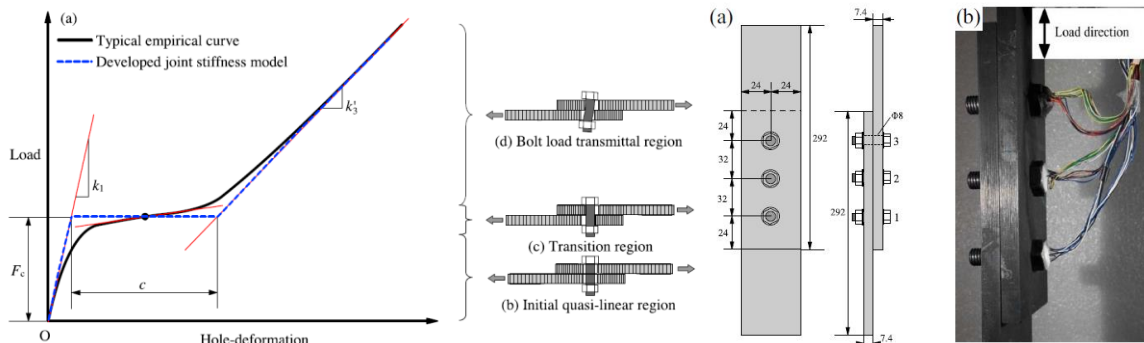 (a)
Typical empirical curve
Developed joint stiffness model
k'3
Load
k1
Fc
c
O
Hole-deformation
(d) Bolt load transmittal region
(c) Transition region
(b) Initial quasi-linear region
(a)
7.4
24 24
24
292
Φ8
3
32
2
292
32
1
24
7.4
(b)
Load direction